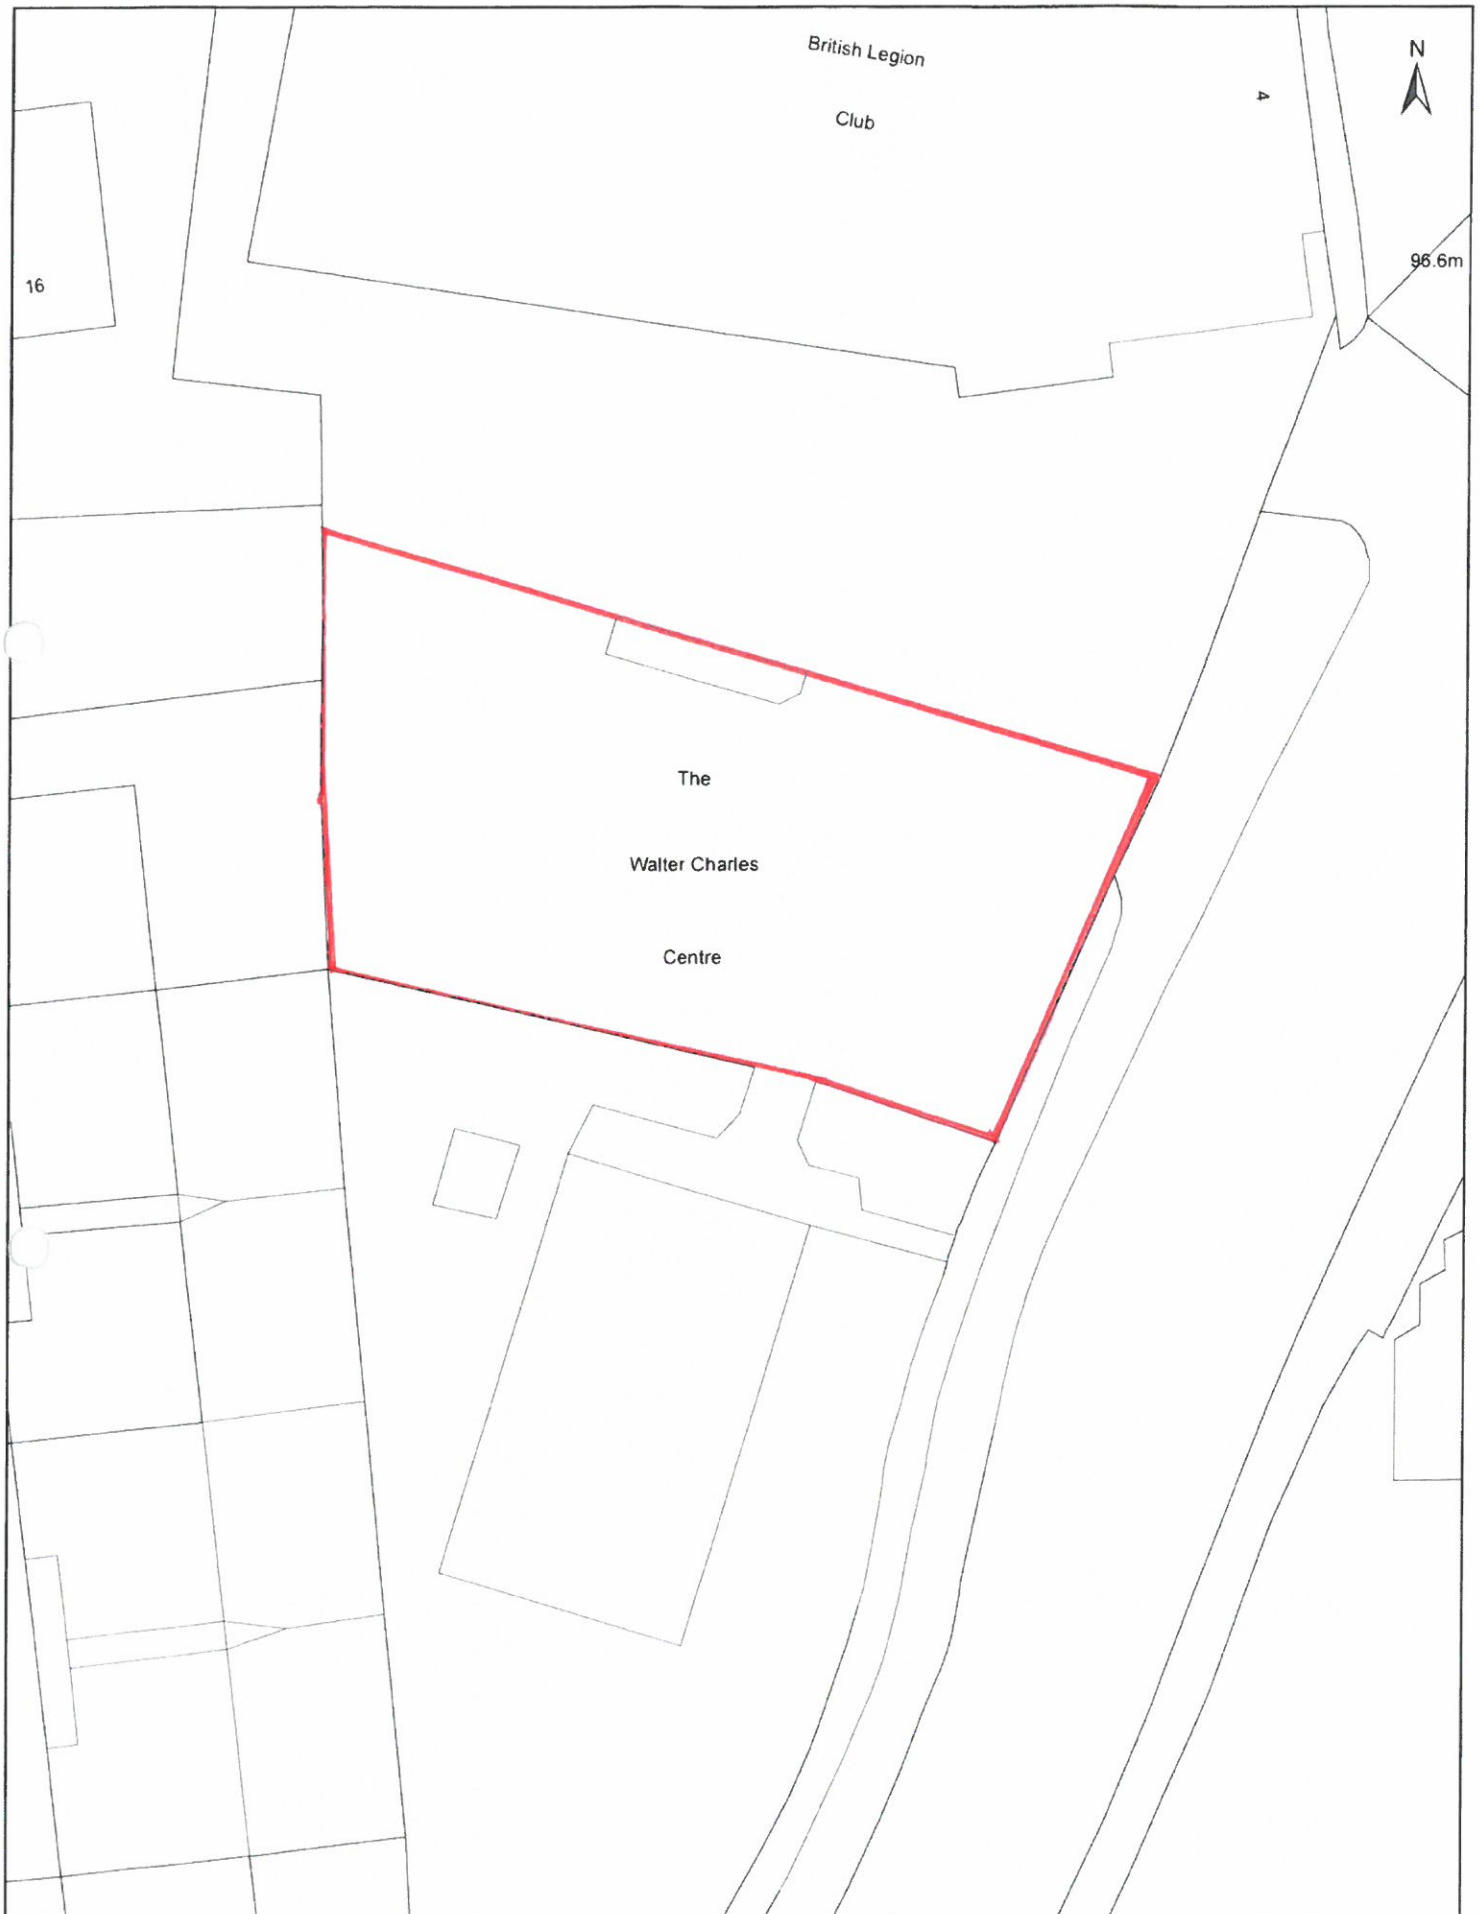 British Legion
Club
N
4
96.6m
16
The
Walter Charles
Centre